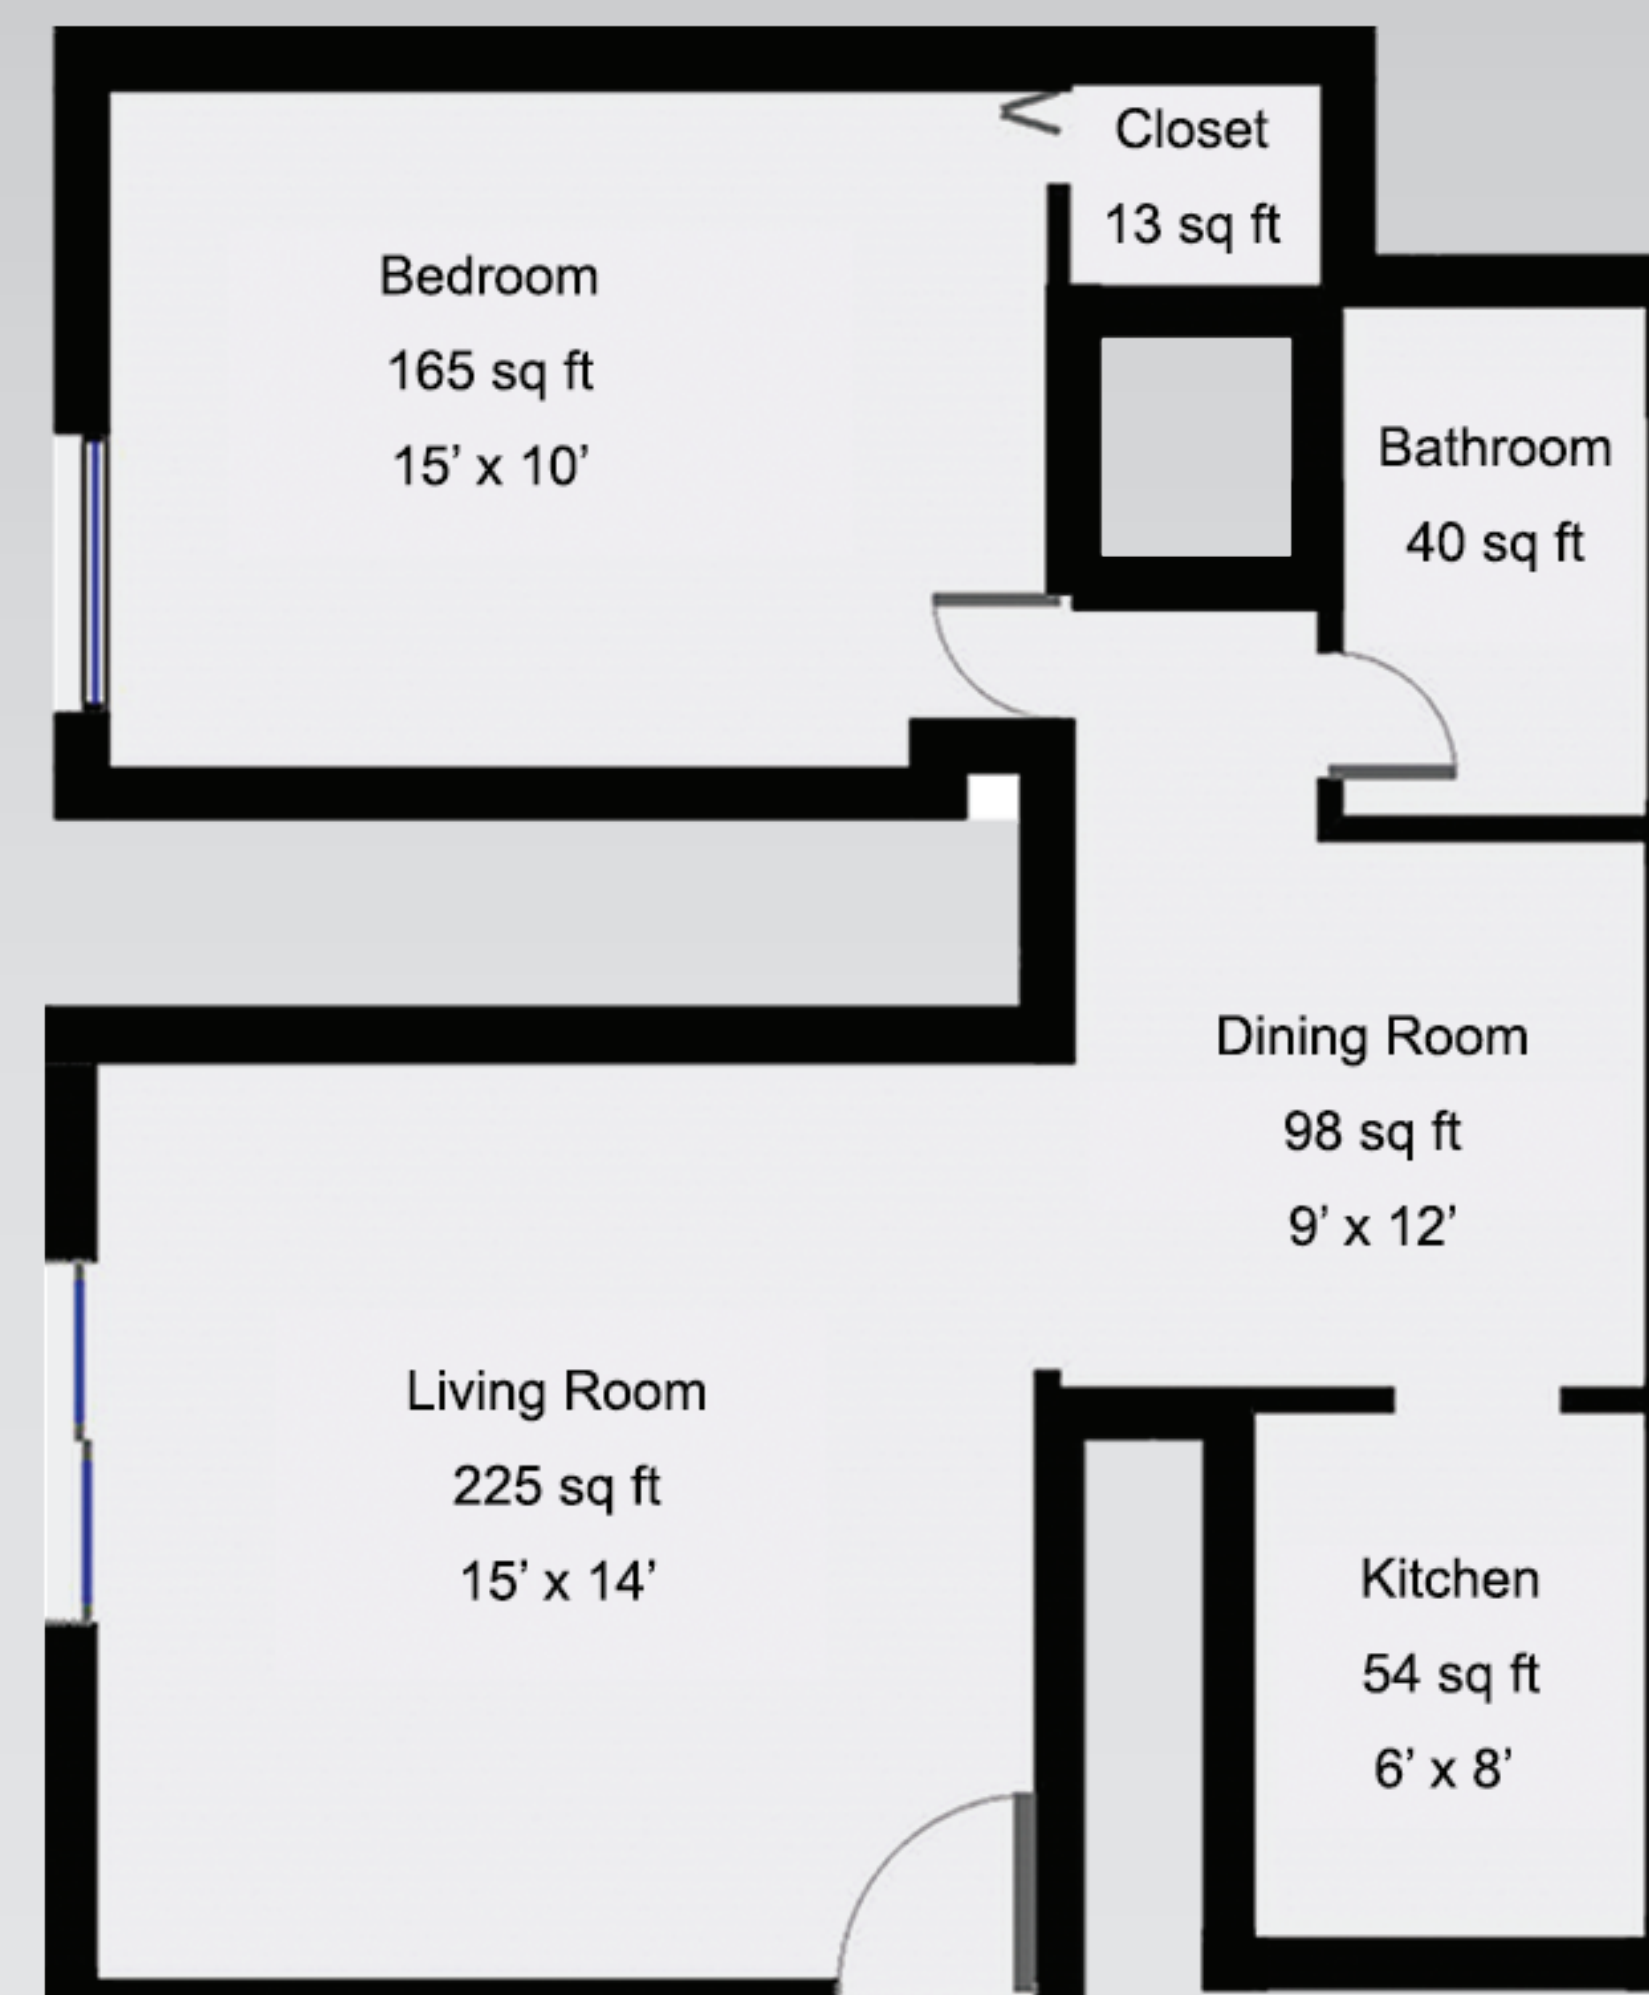 Closet
13 sq ft
Bedroom
165 sq ft
15’ x 10’
Bathroom
40 sq ft
Dining Room
98 sq ft
9’ x 12’
Living Room
225 sq ft
15’ x 14’
Kitchen
54 sq ft
6’ x 8’